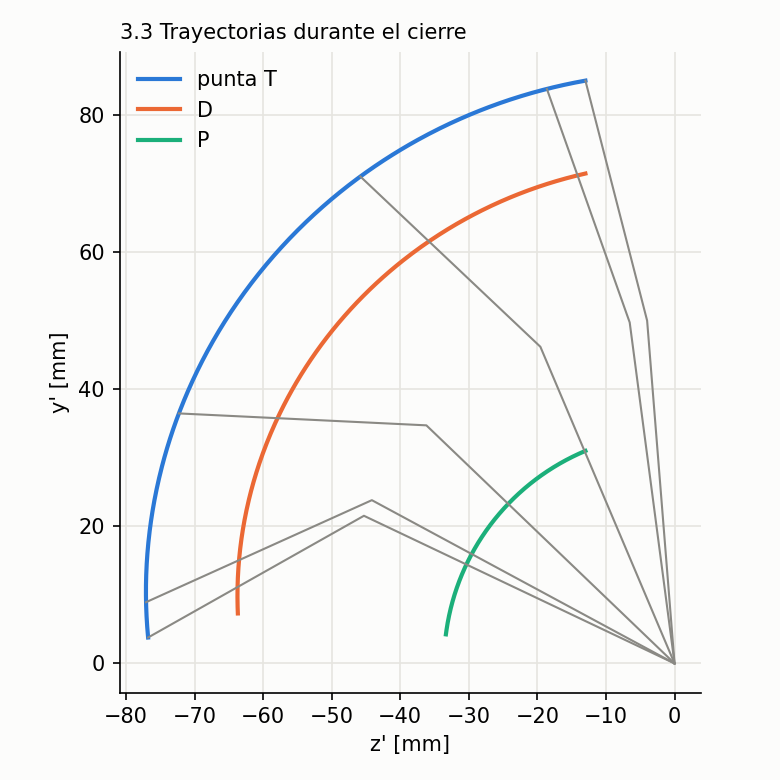 3.3 Trayectorias durante el cierre
punta T
D
P
80
60
40
20
0
y' [mm]
−80 −70 −60 −50 −40 −30 −20 −10 0
z' [mm]